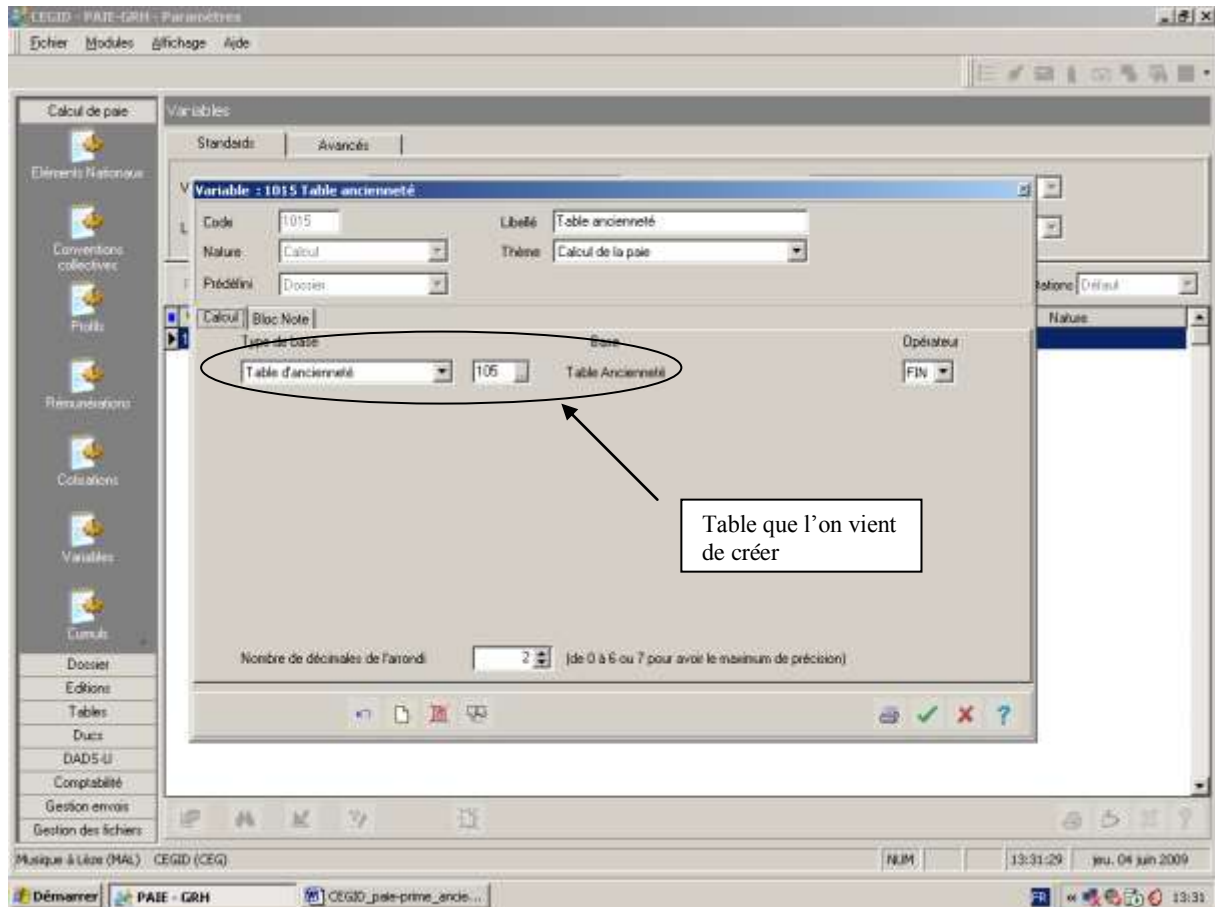 CEGID - PAIE-GRH - Paramètres
Fichier Modules Affichage Aide
Calcul de paie
Variables
Standards Avancés
Eléments Nationaux
Variable : 1015 Table ancienneté
Code 1015 Libellé Table ancienneté
Nature Calcul Thème Calcul de la paie
Conventions collectives
Prédéfini Dossier
Défaut
Profils
Calcul Bloc Note
Nature
Type de base Base Opérateur
Table d'ancienneté 105 Table Ancienneté FIN
Rémunérations
Cotisations
Table que l'on vient
de créer
Variables
Cumuls
Nombre de décimales de l'arrondi 2 (de 0 à 6 ou 7 pour avoir le maximum de précision)
Dossier
Editions
Tables
Ducs
DADS-U
Comptabilité
Gestion envois
Gestion des fichiers
Musique à Lèze (MAL) CEGID (CEG) NUM 13:31:29 jeu. 04 juin 2009
Démarrer PAIE - GRH CEGID_paie-prime_ancie... FR 13:31